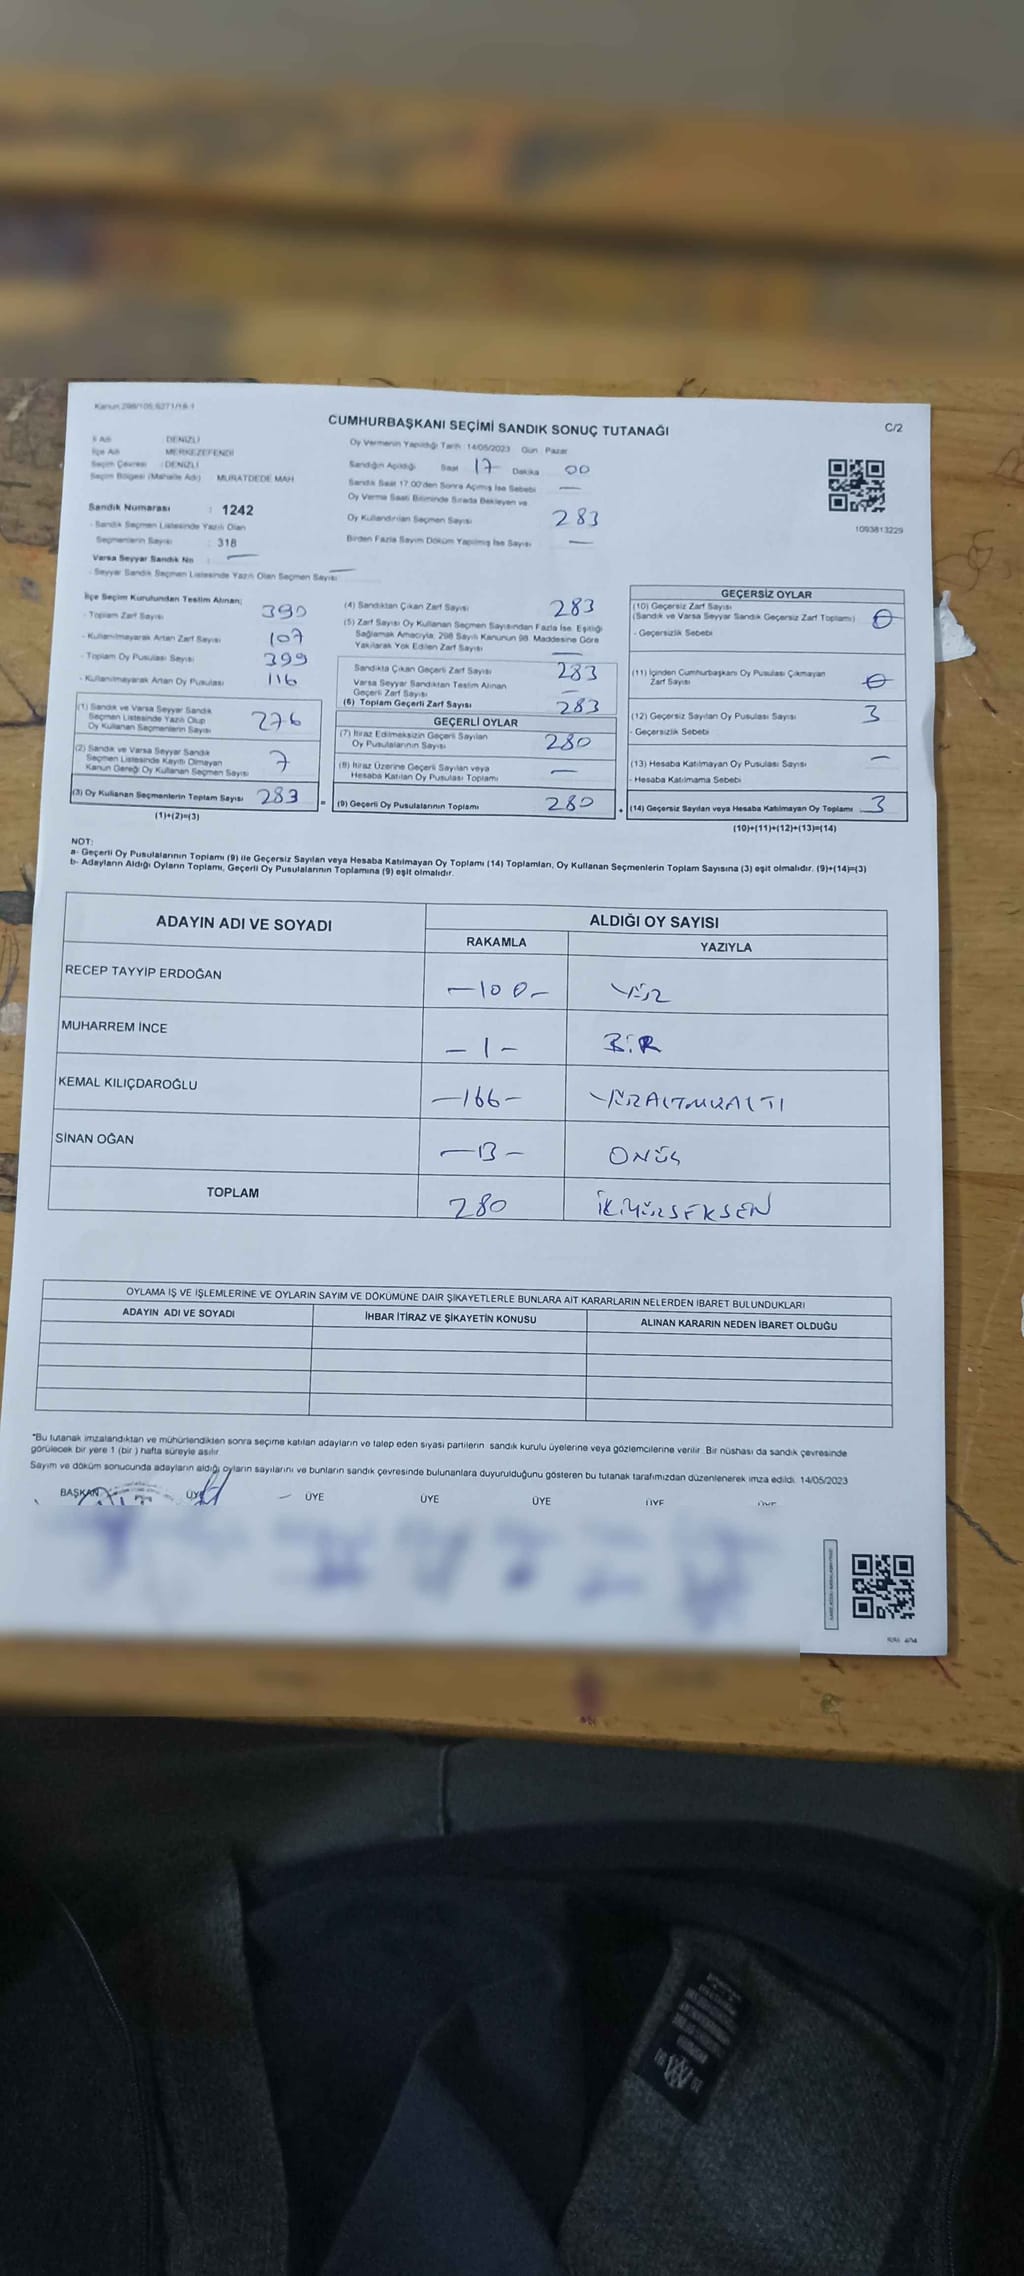 Kanun:298/105;6271/18-1
CUMHURBAŞKANI SEÇİMİ SANDIK SONUÇ TUTANAĞI
C/2
İl Adı : DENİZLİ
İlçe Adı : MERKEZEFENDİ
Seçim Çevresi : DENİZLİ
Seçim Bölgesi (Mahalle Adı) : MURATDEDE MAH
Sandık Numarası : 1242
- Sandık Seçmen Listesinde Yazılı Olan
Seçmenlerin Sayısı : 318
Varsa Seyyar Sandık No : —
- Seyyar Sandık Seçmen Listesinde Yazılı Olan Seçmen Sayısı : —
Oy Vermenin Yapıldığı Tarih : 14/05/2023 Gün : Pazar
Sandığın Açıldığı Saat 17 Dakika 00
Sandık Saat 17.00'den Sonra Açılmış İse Sebebi —
Oy Verme Saati Bitiminde Sırada Bekleyen ve
Oy Kullandırılan Seçmen Sayısı 283
Birden Fazla Sayım Döküm Yapılmış İse Sayısı —
1093813229
İlçe Seçim Kurulundan Teslim Alınan;
- Toplam Zarf Sayısı 390
- Kullanılmayarak Artan Zarf Sayısı 107
- Toplam Oy Pusulası Sayısı 399
- Kullanılmayarak Artan Oy Pusulası 116
(1) Sandık ve Varsa Seyyar Sandık
Seçmen Listesinde Yazılı Olup
Oy Kullanan Seçmenlerin Sayısı 276
(2) Sandık ve Varsa Seyyar Sandık
Seçmen Listesinde Kayıtlı Olmayan
Kanun Gereği Oy Kullanan Seçmen Sayısı 7
(3) Oy Kullanan Seçmenlerin Toplam Sayısı 283
(1)+(2)=(3)
(4) Sandıktan Çıkan Zarf Sayısı 283
(5) Zarf Sayısı Oy Kullanan Seçmen Sayısından Fazla İse, Eşitliği
Sağlamak Amacıyla, 298 Sayılı Kanunun 98. Maddesine Göre
Yakılarak Yok Edilen Zarf Sayısı —
Sandıkta Çıkan Geçerli Zarf Sayısı 283
Varsa Seyyar Sandıktan Teslim Alınan
Geçerli Zarf Sayısı —
(6) Toplam Geçerli Zarf Sayısı 283
GEÇERLİ OYLAR
(7) İtiraz Edilmeksizin Geçerli Sayılan
Oy Pusulalarının Sayısı 280
(8) İtiraz Üzerine Geçerli Sayılan veya
Hesaba Katılan Oy Pusulası Toplamı —
= (9) Geçerli Oy Pusulalarının Toplamı 280
GEÇERSİZ OYLAR
(10) Geçersiz Zarf Sayısı
(Sandık ve Varsa Seyyar Sandık Geçersiz Zarf Toplamı) 0
- Geçersizlik Sebebi
(11) İçinden Cumhurbaşkanı Oy Pusulası Çıkmayan
Zarf Sayısı 0
(12) Geçersiz Sayılan Oy Pusulası Sayısı 3
- Geçersizlik Sebebi
(13) Hesaba Katılmayan Oy Pusulası Sayısı —
- Hesaba Katılmama Sebebi
+ (14) Geçersiz Sayılan veya Hesaba Katılmayan Oy Toplamı 3
(10)+(11)+(12)+(13)=(14)
NOT:
a- Geçerli Oy Pusulalarının Toplamı (9) ile Geçersiz Sayılan veya Hesaba Katılmayan Oy Toplamı (14) Toplamları, Oy Kullanan Seçmenlerin Toplam Sayısına (3) eşit olmalıdır. (9)+(14)=(3)
b- Adayların Aldığı Oyların Toplamı, Geçerli Oy Pusulalarının Toplamına (9) eşit olmalıdır.
ADAYIN ADI VE SOYADI
ALDIĞI OY SAYISI
RAKAMLA YAZIYLA
RECEP TAYYİP ERDOĞAN —100— YÜZ
MUHARREM İNCE —1— BİR
KEMAL KILIÇDAROĞLU —166— YÜZALTMIŞALTI
SİNAN OĞAN —13— ONÜÇ
TOPLAM 280 İKİYÜZSEKSEN
OYLAMA İŞ VE İŞLEMLERİNE VE OYLARIN SAYIM VE DÖKÜMÜNE DAİR ŞİKAYETLERLE BUNLARA AİT KARARLARIN NELERDEN İBARET BULUNDUKLARI
ADAYIN ADI VE SOYADI İHBAR İTİRAZ VE ŞİKAYETİN KONUSU ALINAN KARARIN NEDEN İBARET OLDUĞU
*Bu tutanak imzalandıktan ve mühürlendikten sonra seçime katılan adayların ve talep eden siyasi partilerin sandık kurulu üyelerine veya gözlemcilerine verilir. Bir nüshası da sandık çevresinde
görülecek bir yere 1 (bir) hafta süreyle asılır.
Sayım ve döküm sonucunda adayların aldığı oyların sayılarını ve bunların sandık çevresinde bulunanlara duyurulduğunu gösteren bu tutanak tarafımızdan düzenlenerek imza edildi. 14/05/2023
BAŞKAN ÜYE ÜYE ÜYE ÜYE ÜYE ÜYE